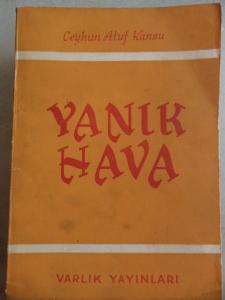 Ceyhun Atuf Kansu
YANIK
HAVA
VARLIK YAYINLARI